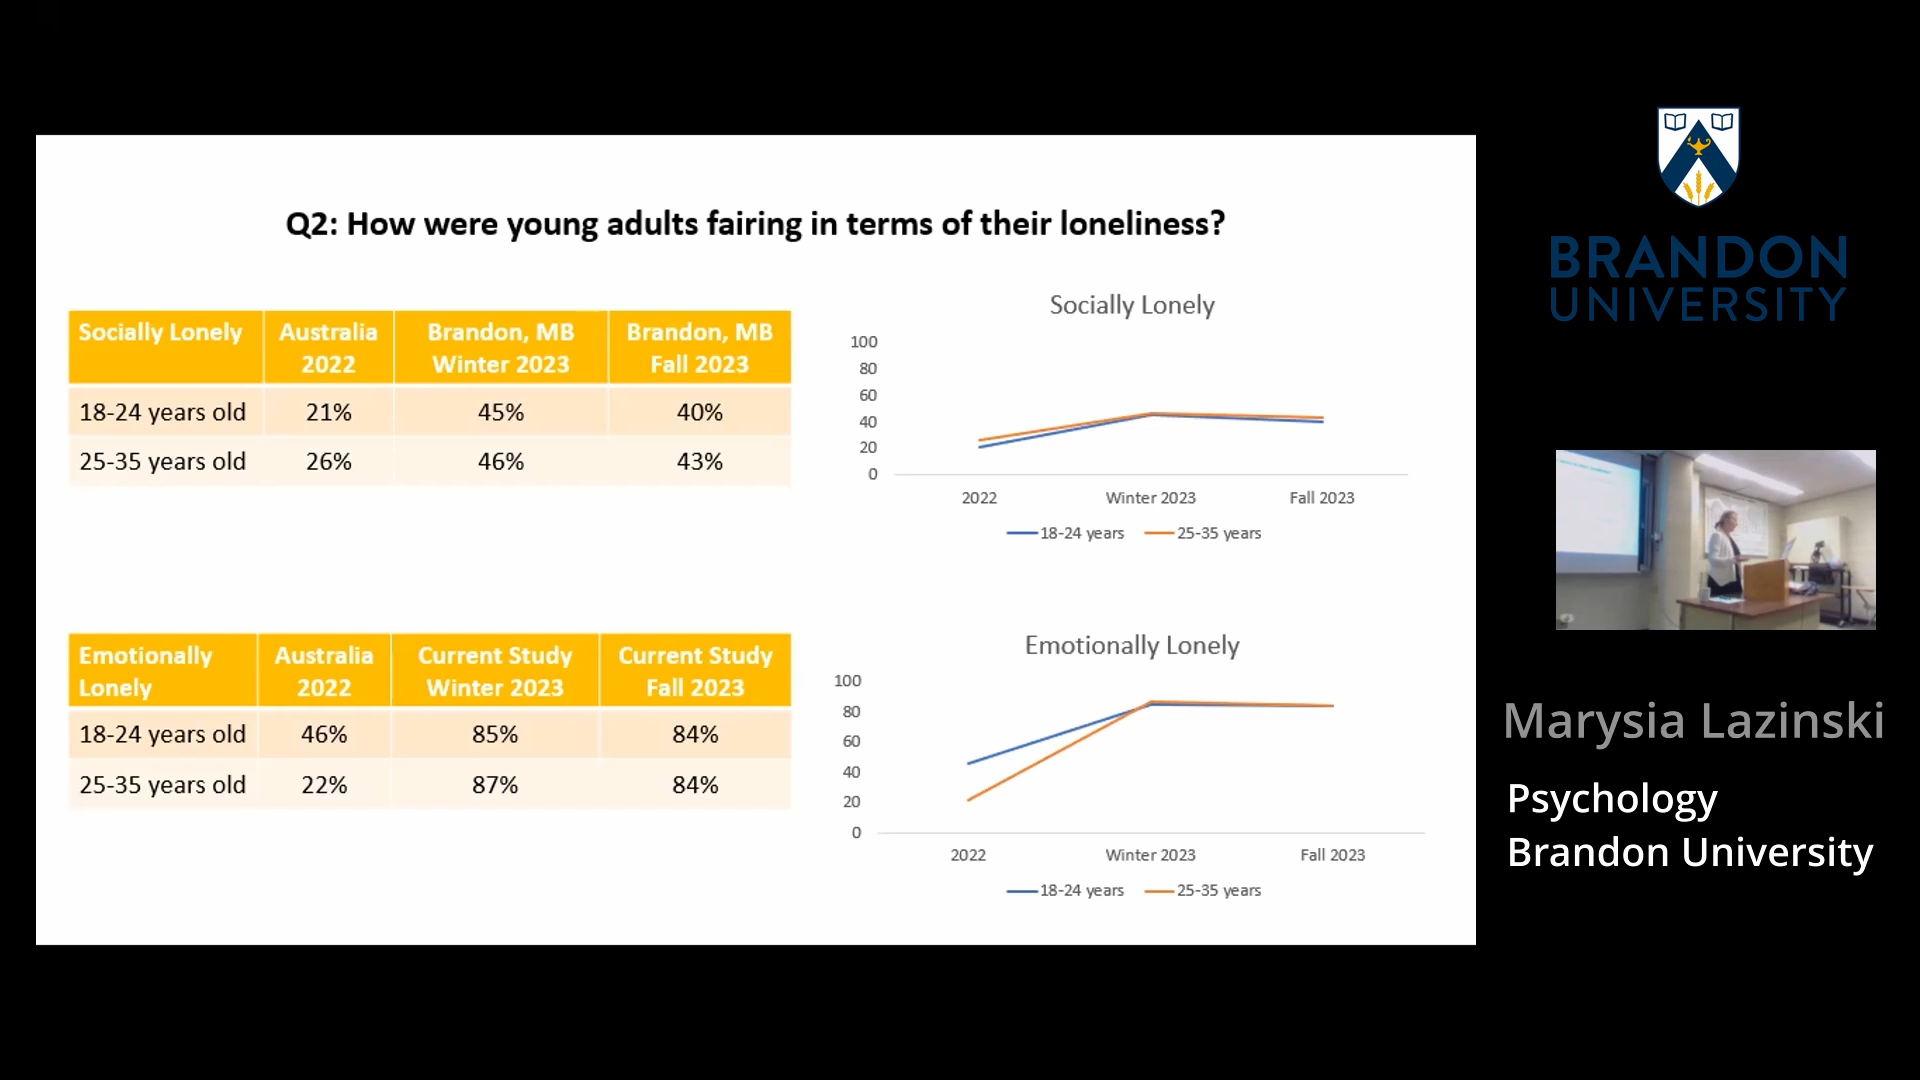 Q2: How were young adults fairing in terms of their loneliness?
Socially Lonely Australia 2022 Brandon, MB Winter 2023 Brandon, MB Fall 2023
18-24 years old 21% 45% 40%
25-35 years old 26% 46% 43%
Socially Lonely
100
80
60
40
20
0
2022 Winter 2023 Fall 2023
18-24 years 25-35 years
Emotionally Lonely Australia 2022 Current Study Winter 2023 Current Study Fall 2023
18-24 years old 46% 85% 84%
25-35 years old 22% 87% 84%
Emotionally Lonely
100
80
60
40
20
0
2022 Winter 2023 Fall 2023
18-24 years 25-35 years
BRANDON
UNIVERSITY
Marysia Lazinski
Psychology
Brandon University